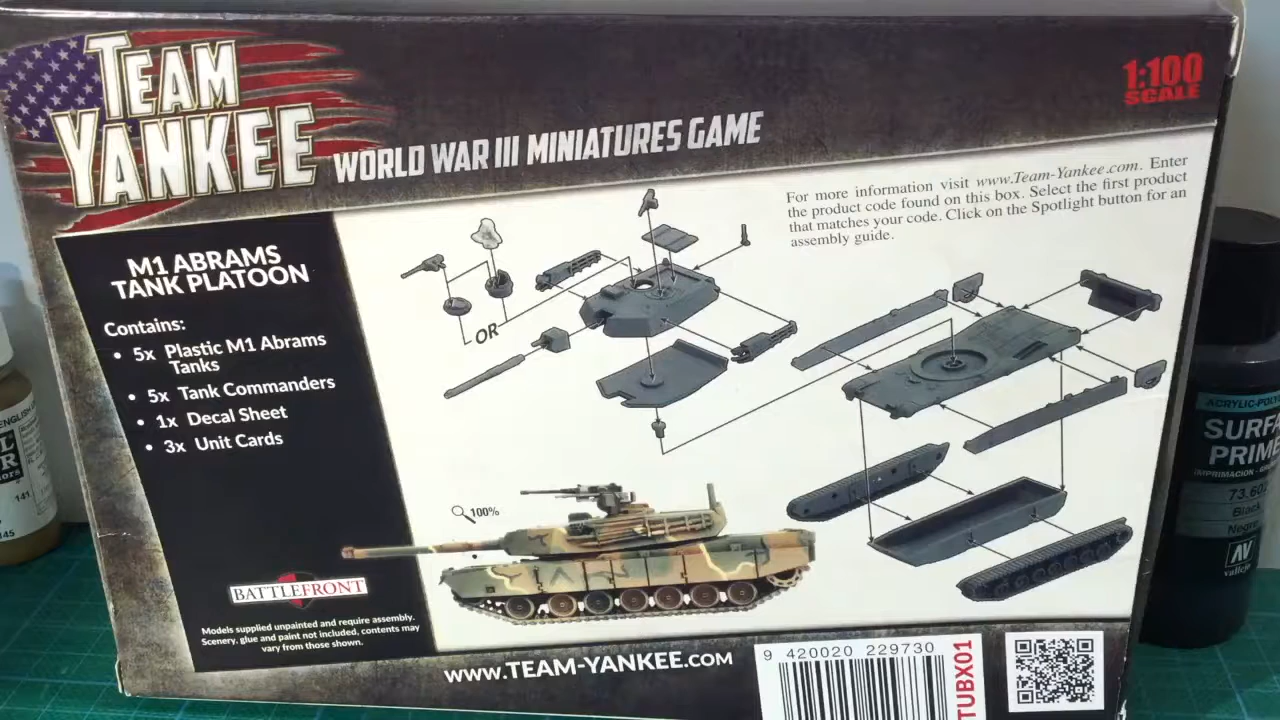 TEAM
YANKEE
WORLD WAR III MINIATURES GAME
1:100
SCALE
For more information visit www.Team-Yankee.com. Enter
the product code found on this box. Select the first product
that matches your code. Click on the Spotlight button for an
assembly guide.
M1 ABRAMS
TANK PLATOON
Contains:
• 5x Plastic M1 Abrams
Tanks
• 5x Tank Commanders
• 1x Decal Sheet
• 3x Unit Cards
OR
100%
BATTLEFRONT
Models supplied unpainted and require assembly.
Scenery, glue and paint not included, contents may
vary from those shown.
WWW.TEAM-YANKEE.COM
9 420020 229730
TUBX01
ENGLISH
141
ACRYLIC-POLY
SURFA
PRIME
IMPRIMACION
73.602
Black
Negro
AV
vallejo